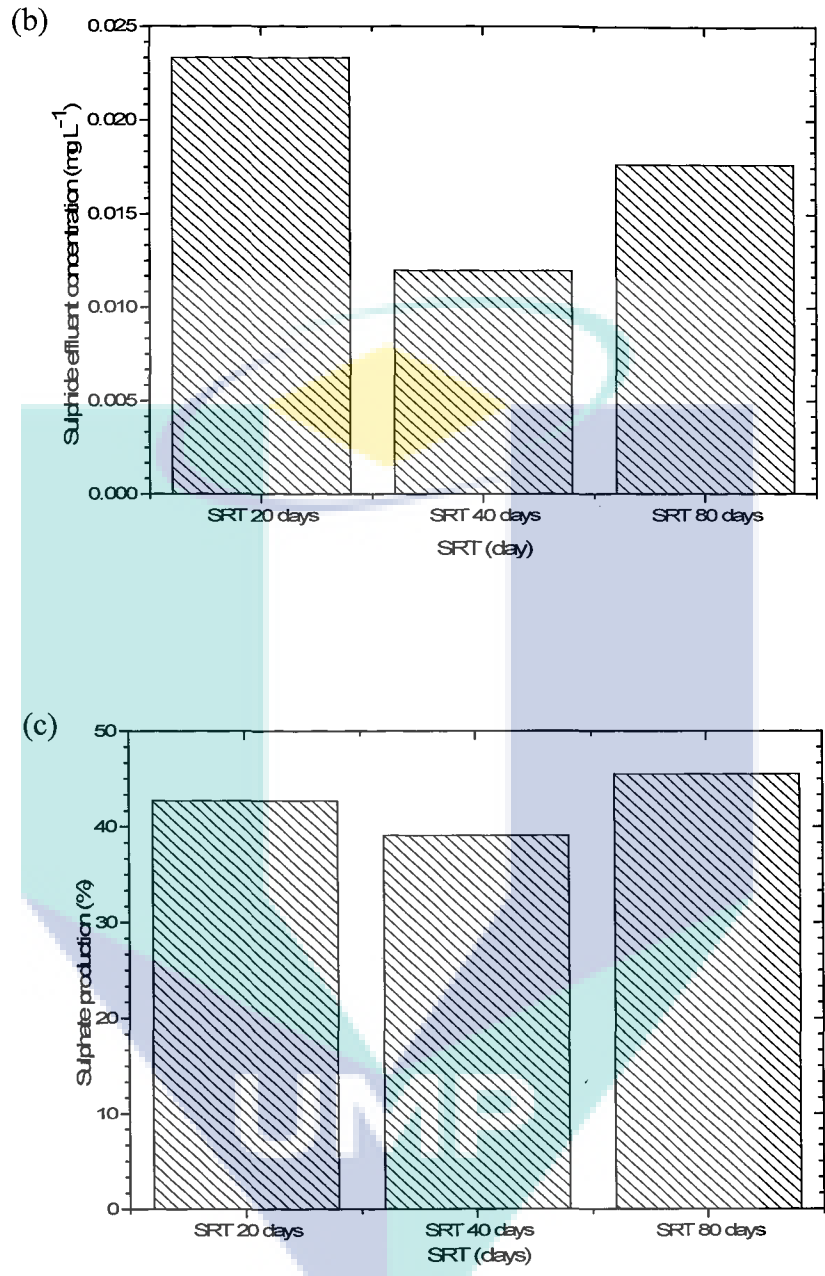 (b)
0.025
0.020
0.015
0.010
0.005
0.000
Sulphide effluent concentration (mg L⁻¹)
SRT 20 days SRT 40 days SRT 80 days
SRT (day)
(c)
50
40
30
20
10
0
Sulphate production (%)
UMP
SRT 20 days SRT 40 days SRT 80 days
SRT (days)